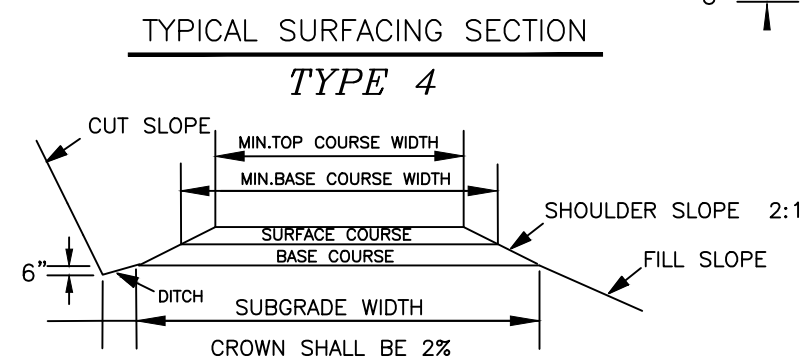 TYPICAL SURFACING SECTION
TYPE 4
CUT SLOPE
MIN.TOP COURSE WIDTH
MIN.BASE COURSE WIDTH
SHOULDER SLOPE 2:1
SURFACE COURSE
BASE COURSE
FILL SLOPE
6"
DITCH
SUBGRADE WIDTH
CROWN SHALL BE 2%